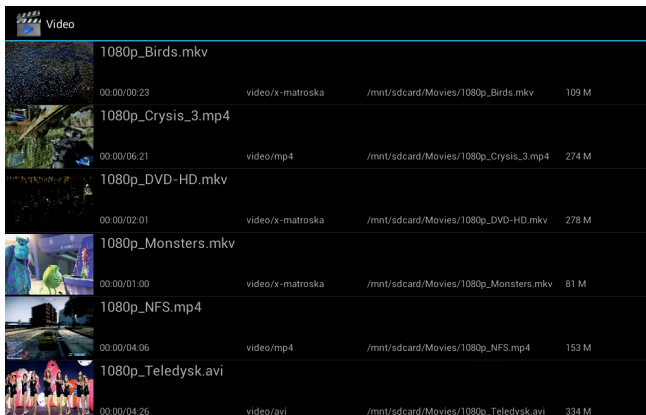 Video
1080p_Birds.mkv
00:00/00:23 video/x-matroska /mnt/sdcard/Movies/1080p_Birds.mkv 109 M
1080p_Crysis_3.mp4
00:00/06:21 video/mp4 /mnt/sdcard/Movies/1080p_Crysis_3.mp4 274 M
1080p_DVD-HD.mkv
00:00/02:01 video/x-matroska /mnt/sdcard/Movies/1080p_DVD-HD.mkv 278 M
1080p_Monsters.mkv
00:00/01:00 video/x-matroska /mnt/sdcard/Movies/1080p_Monsters.mkv 81 M
1080p_NFS.mp4
00:00/04:06 video/mp4 /mnt/sdcard/Movies/1080p_NFS.mp4 153 M
1080p_Teledysk.avi
00:00/04:26 video/avi /mnt/sdcard/Movies/1080p_Teledysk.avi 334 M